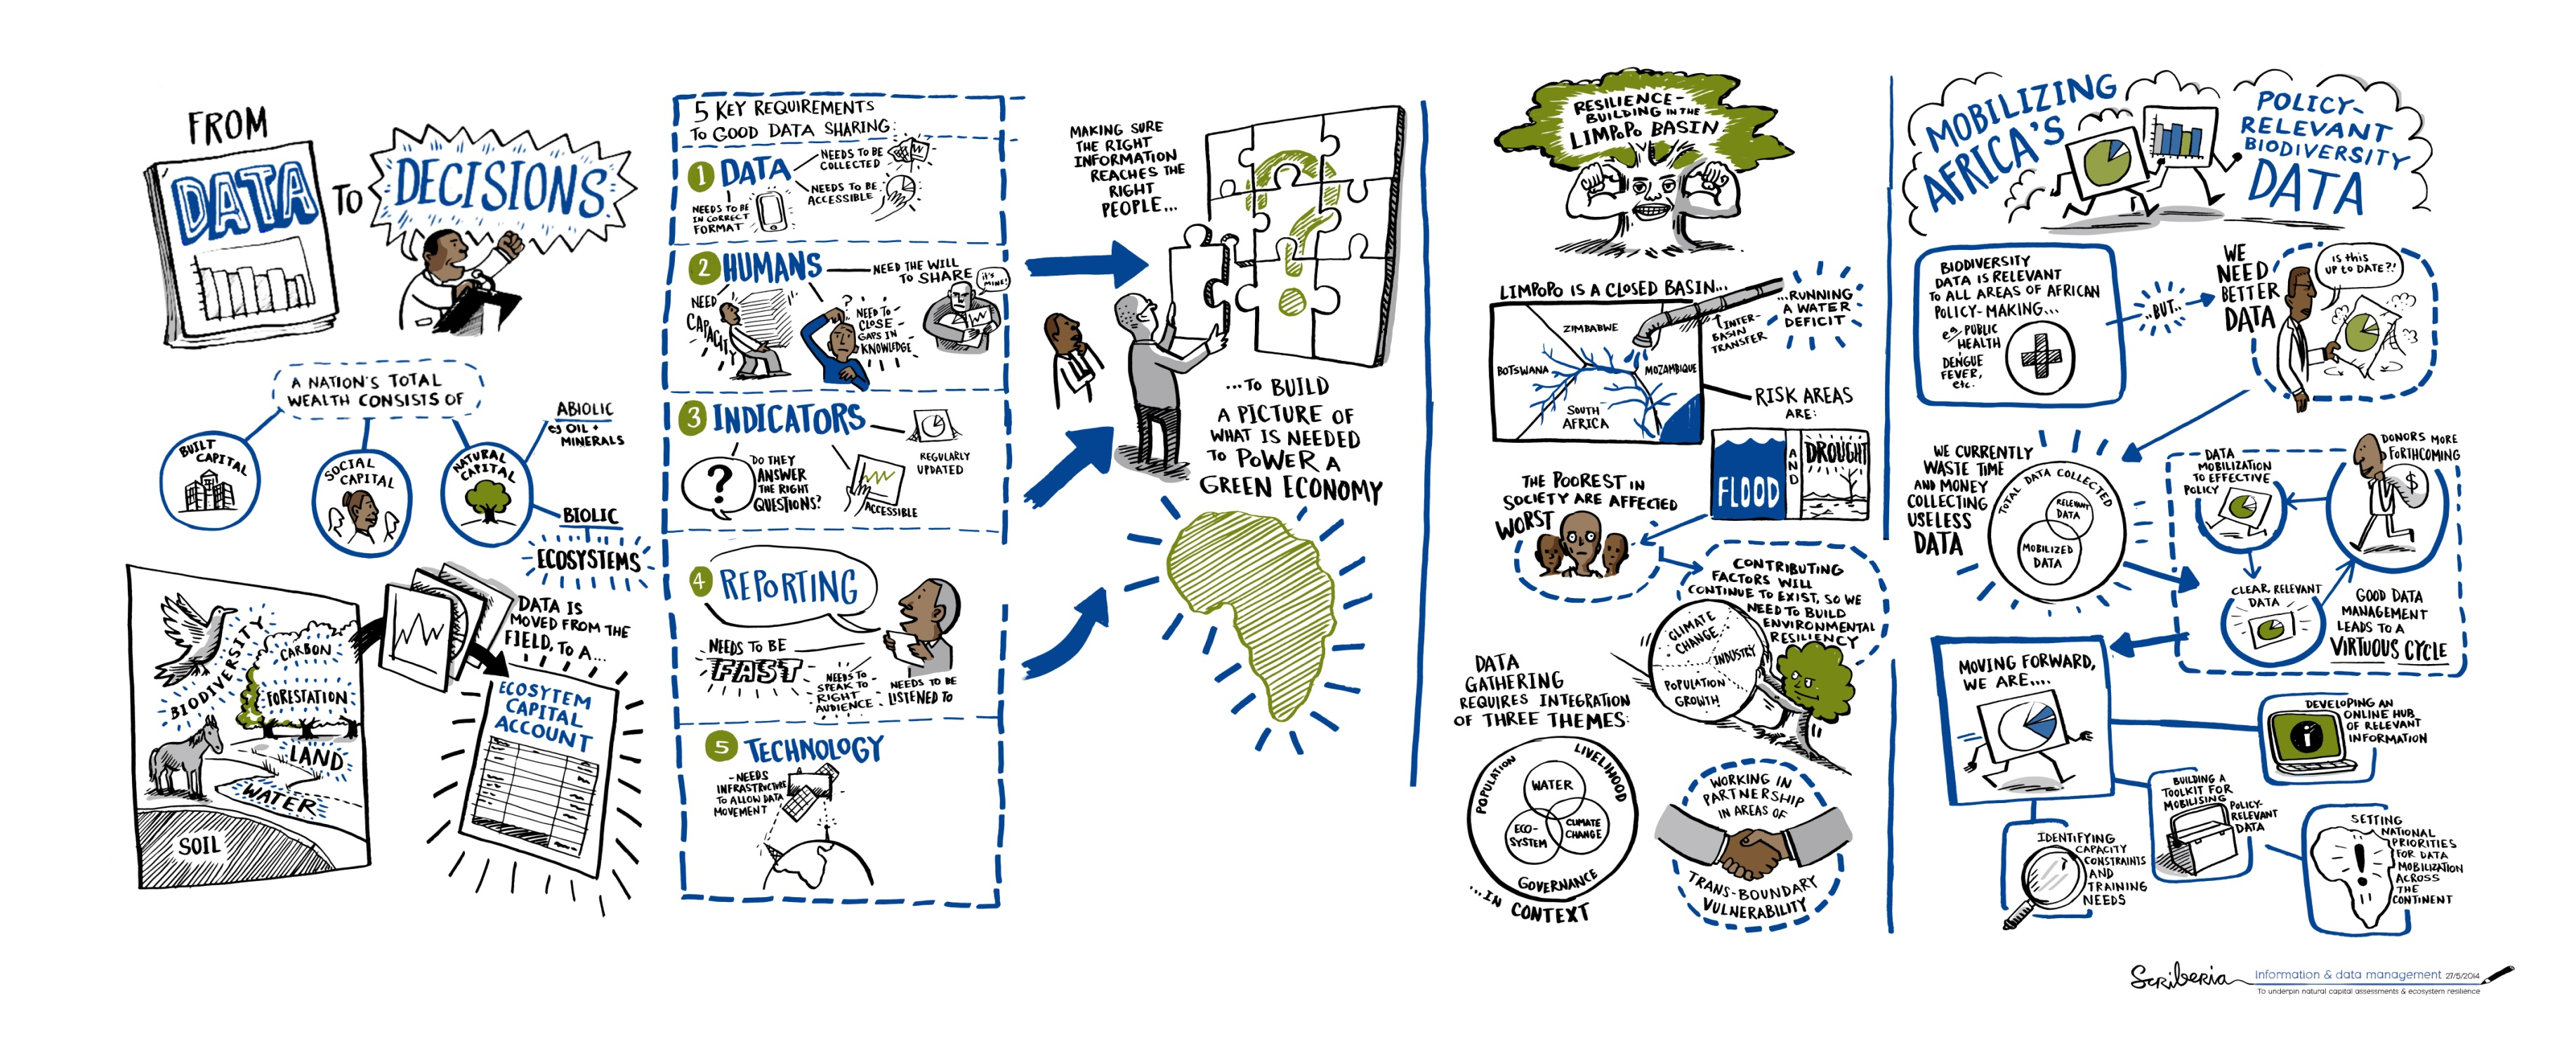 FROM
DATA
TO
DECISIONS
A NATION'S TOTAL
WEALTH CONSISTS OF
BUILT
CAPITAL
SOCIAL
CAPITAL
NATURAL
CAPITAL
ABIOLIC
eg OIL +
MINERALS
BIOLIC
ECOSYSTEMS
BIODIVERSITY
CARBON
FORESTATION
LAND
WATER
SOIL
DATA IS
MOVED FROM THE
FIELD, TO A...
ECOSYTEM
CAPITAL
ACCOUNT
5 KEY REQUIREMENTS
TO GOOD DATA SHARING:
1 DATA
NEEDS TO BE
COLLECTED
NEEDS TO BE
ACCESSIBLE
NEEDS TO BE
IN CORRECT
FORMAT
2 HUMANS
NEED THE WILL
TO SHARE
it's
MINE!
NEED
CAPACITY
?
NEED TO
CLOSE
GAPS IN
KNOWLEDGE
3 INDICATORS
REGULARLY
UPDATED
?
DO THEY
ANSWER
THE RIGHT
QUESTIONS?
ACCESSIBLE
4 REPORTING
NEEDS TO BE
FAST
NEEDS TO
SPEAK TO
RIGHT
AUDIENCE
NEEDS TO BE
LISTENED TO
5 TECHNOLOGY
- NEEDS
INFRASTRUCTURE
TO ALLOW DATA
MOVEMENT
MAKING SURE
THE RIGHT
INFORMATION
REACHES THE
RIGHT
PEOPLE...
?
...TO BUILD
A PICTURE OF
WHAT IS NEEDED
TO POWER A
GREEN ECONOMY
RESILIENCE-
BUILDING IN THE
LIMPOPO BASIN
LIMPOPO IS A CLOSED BASIN...
...RUNNING
A WATER
DEFICIT
INTER-
BASIN
TRANSFER
ZIMBABWE
BOTSWANA
MOZAMBIQUE
SOUTH
AFRICA
RISK AREAS
ARE:
FLOOD
AND
DROUGHT
THE POOREST IN
SOCIETY ARE AFFECTED
WORST
CONTRIBUTING
FACTORS WILL
CONTINUE TO EXIST, SO WE
NEED TO BUILD
ENVIRONMENTAL
RESILIENCY
CLIMATE
CHANGE
INDUSTRY
POPULATION
GROWTH
DATA
GATHERING
REQUIRES INTEGRATION
OF THREE THEMES:
POPULATION
LIVELIHOOD
WATER
ECO-
SYSTEM
CLIMATE
CHANGE
GOVERNANCE
...IN CONTEXT
WORKING IN
PARTNERSHIP
IN AREAS OF
TRANS-BOUNDARY
VULNERABILITY
MOBILIZING
AFRICA'S
POLICY-
RELEVANT
BIODIVERSITY
DATA
BIODIVERSITY
DATA IS RELEVANT
TO ALL AREAS OF AFRICAN
POLICY-MAKING...
eg PUBLIC
HEALTH
- DENGUE
FEVER,
etc.
..BUT..
WE
NEED
BETTER
DATA
Is this
UP to DATE?!
WE CURRENTLY
WASTE TIME
AND MONEY
COLLECTING
USELESS
DATA
TOTAL DATA COLLECTED
RELEVANT
DATA
MOBILIZED
DATA
DATA
MOBILIZATION
TO EFFECTIVE
POLICY
DONORS MORE
FORTHCOMING
$
CLEAR, RELEVANT
DATA
GOOD DATA
MANAGEMENT
LEADS TO A
VIRTUOUS CYCLE
MOVING FORWARD,
WE ARE....
DEVELOPING AN
ONLINE HUB
OF RELEVANT
INFORMATION
i
BUILDING A
TOOLKIT FOR
MOBILISING
POLICY-
RELEVANT
DATA
IDENTIFYING
CAPACITY
CONSTRAINTS
AND
TRAINING
NEEDS
SETTING
NATIONAL
PRIORITIES
FOR DATA
MOBILIZATION
ACROSS
THE
CONTINENT
!
Scriberia
Information & data management 27/5/2014
To underpin natural capital assessments & ecosystem resilience